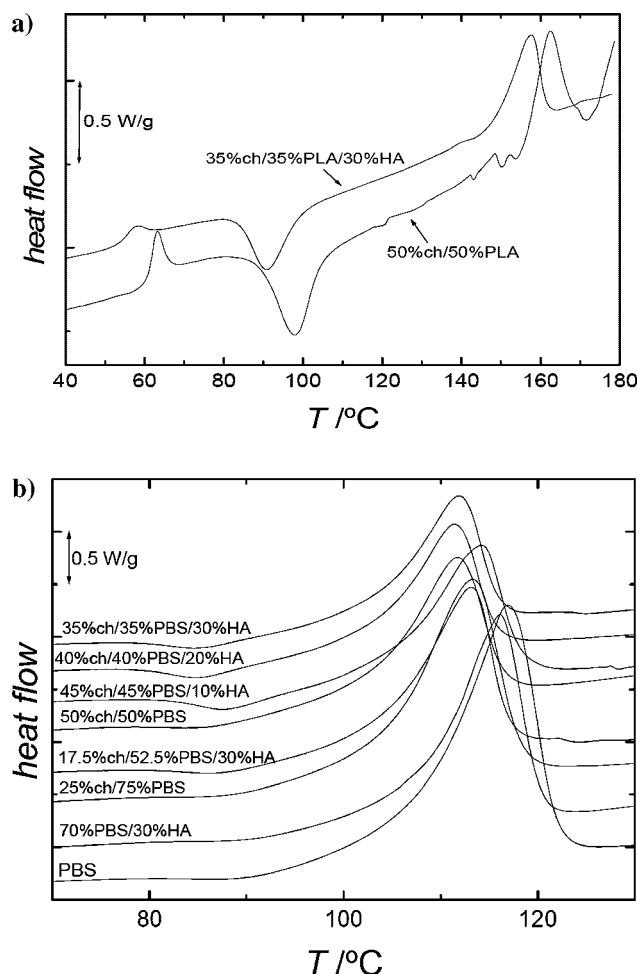 a)
0.5 W/g
35%ch/35%PLA/30%HA
50%ch/50%PLA
heat flow
40 60 80 100 120 140 160 180
T /ºC
b)
0.5 W/g
35%ch/35%PBS/30%HA
40%ch/40%PBS/20%HA
45%ch/45%PBS/10%HA
50%ch/50%PBS
17.5%ch/52.5%PBS/30%HA
25%ch/75%PBS
70%PBS/30%HA
PBS
heat flow
80 100 120
T /ºC